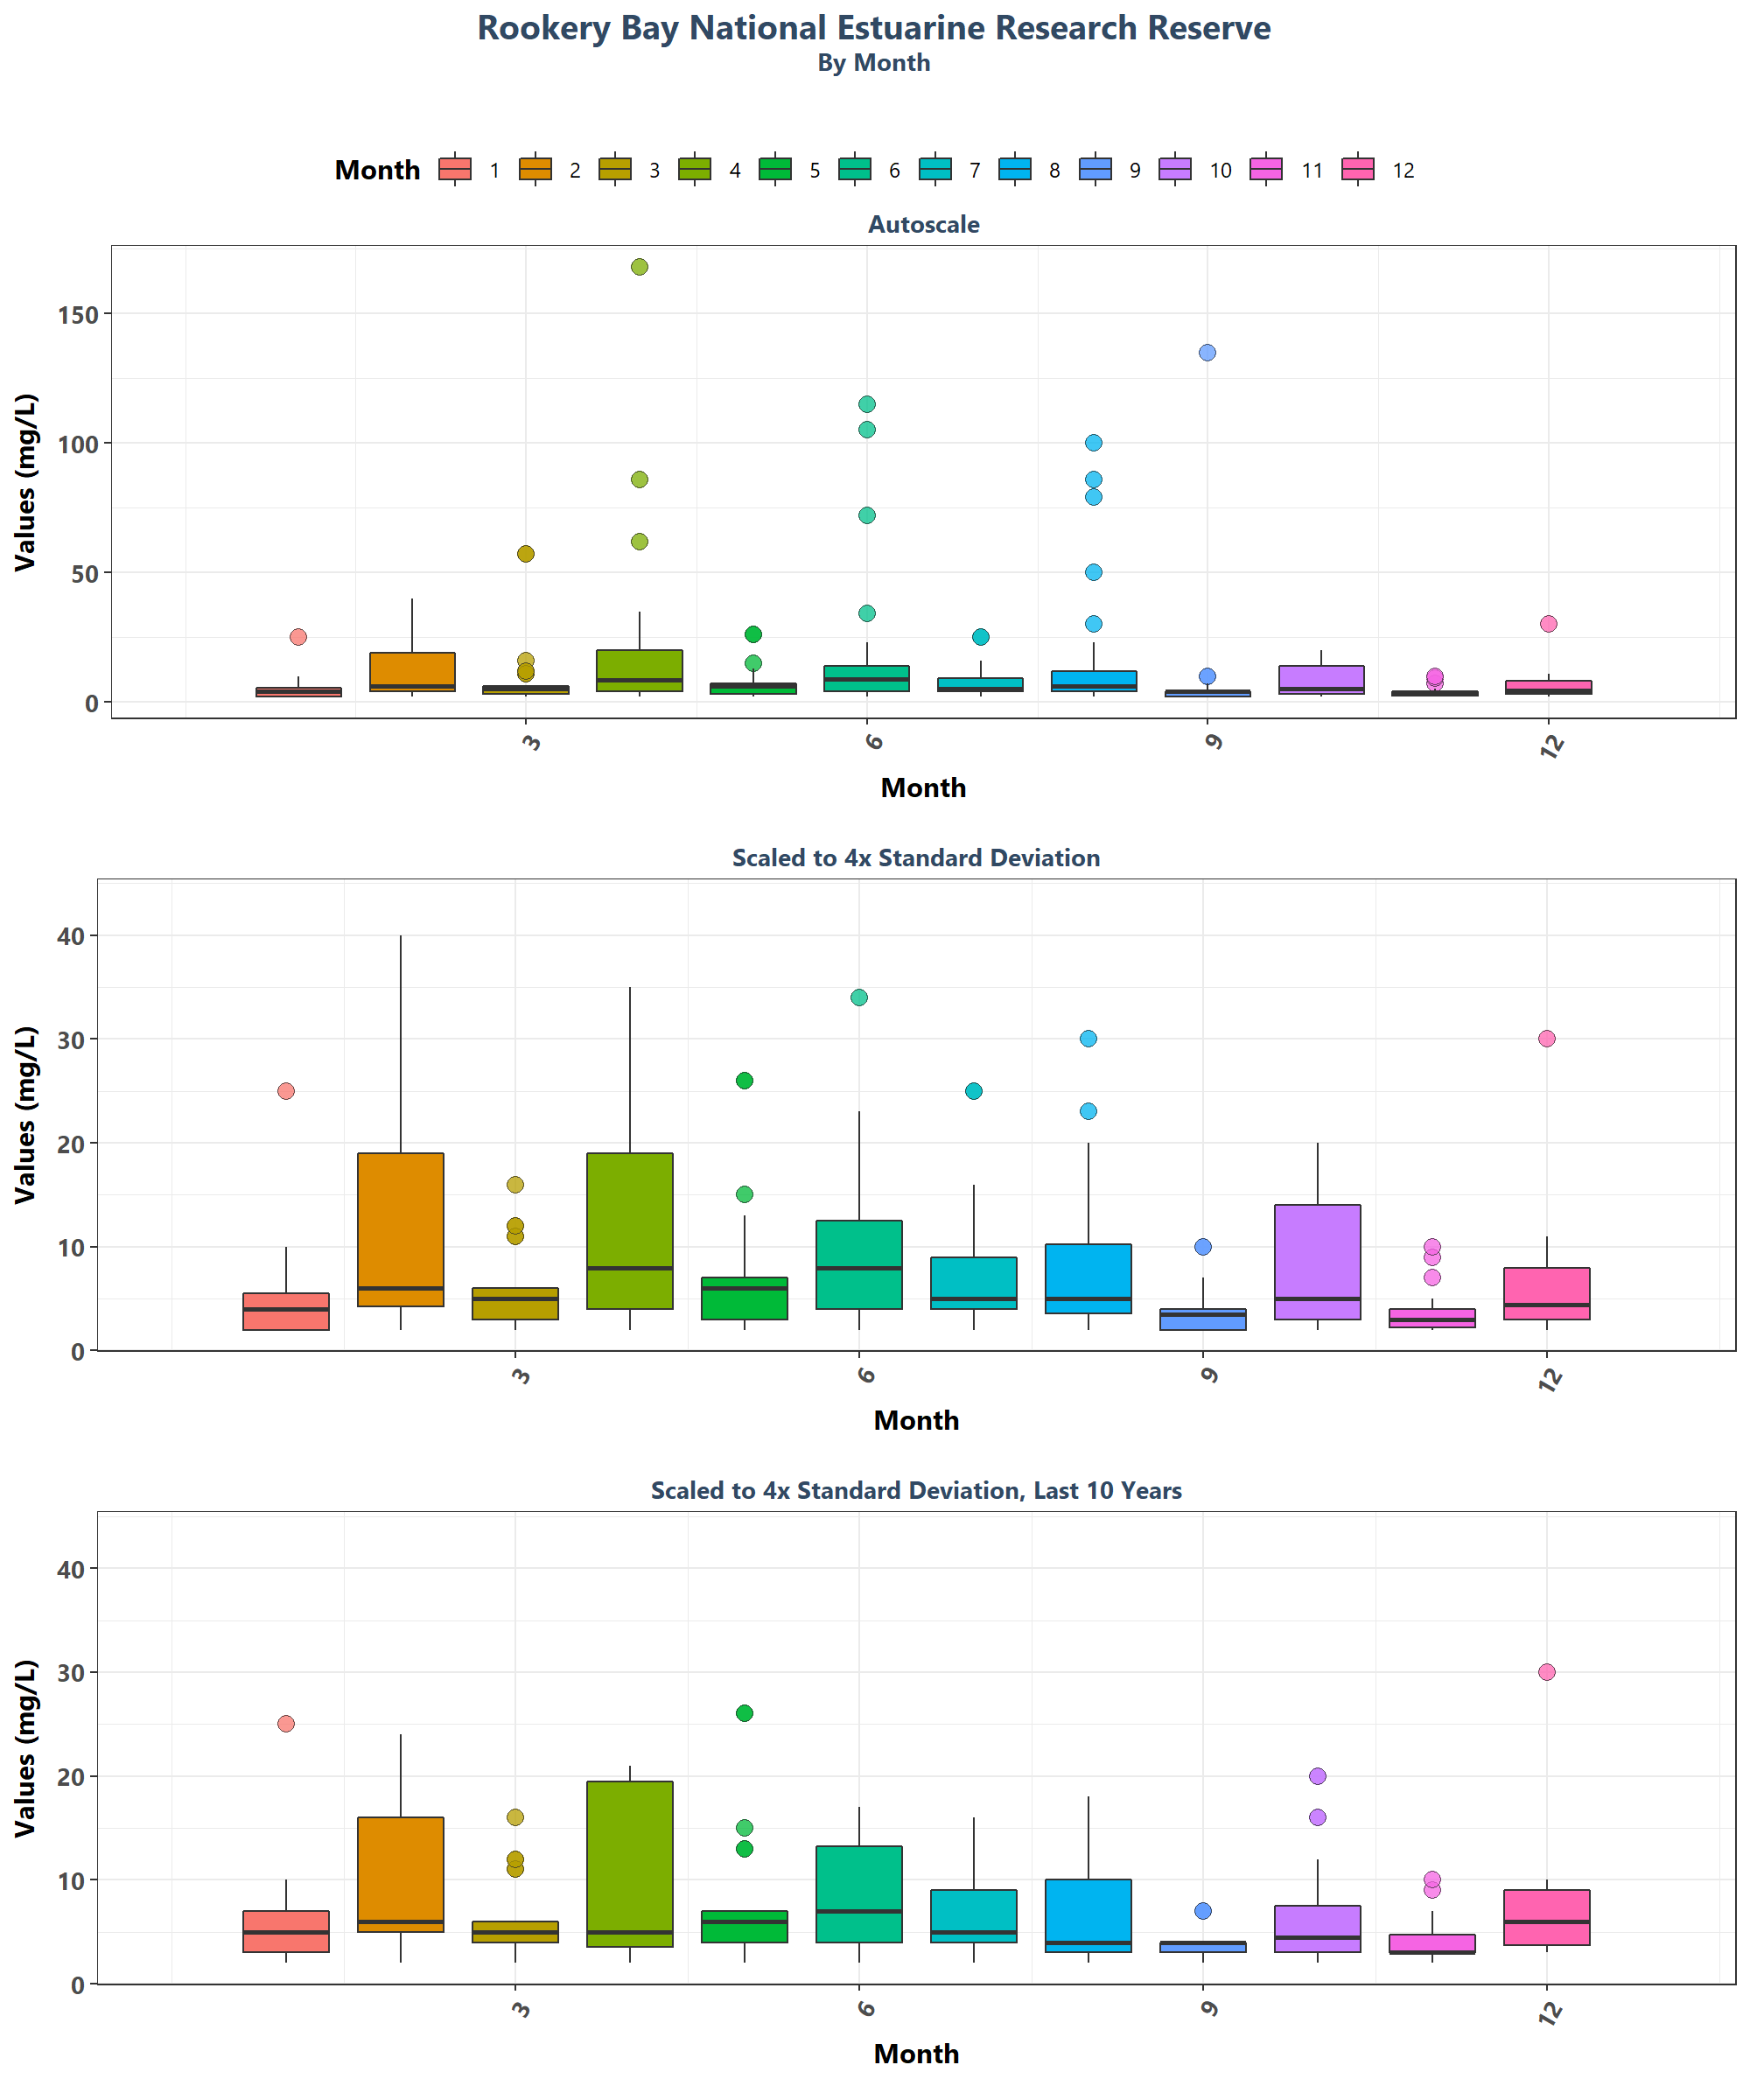 Rookery Bay National Estuarine Research Reserve
By Month
Month 1 2 3 4 5 6 7 8 9 10 11 12
Autoscale
Values (mg/L)
150
100
50
0
3 6 9 12
Month
Scaled to 4x Standard Deviation
Values (mg/L)
40
30
20
10
0
3 6 9 12
Month
Scaled to 4x Standard Deviation, Last 10 Years
Values (mg/L)
40
30
20
10
0
3 6 9 12
Month